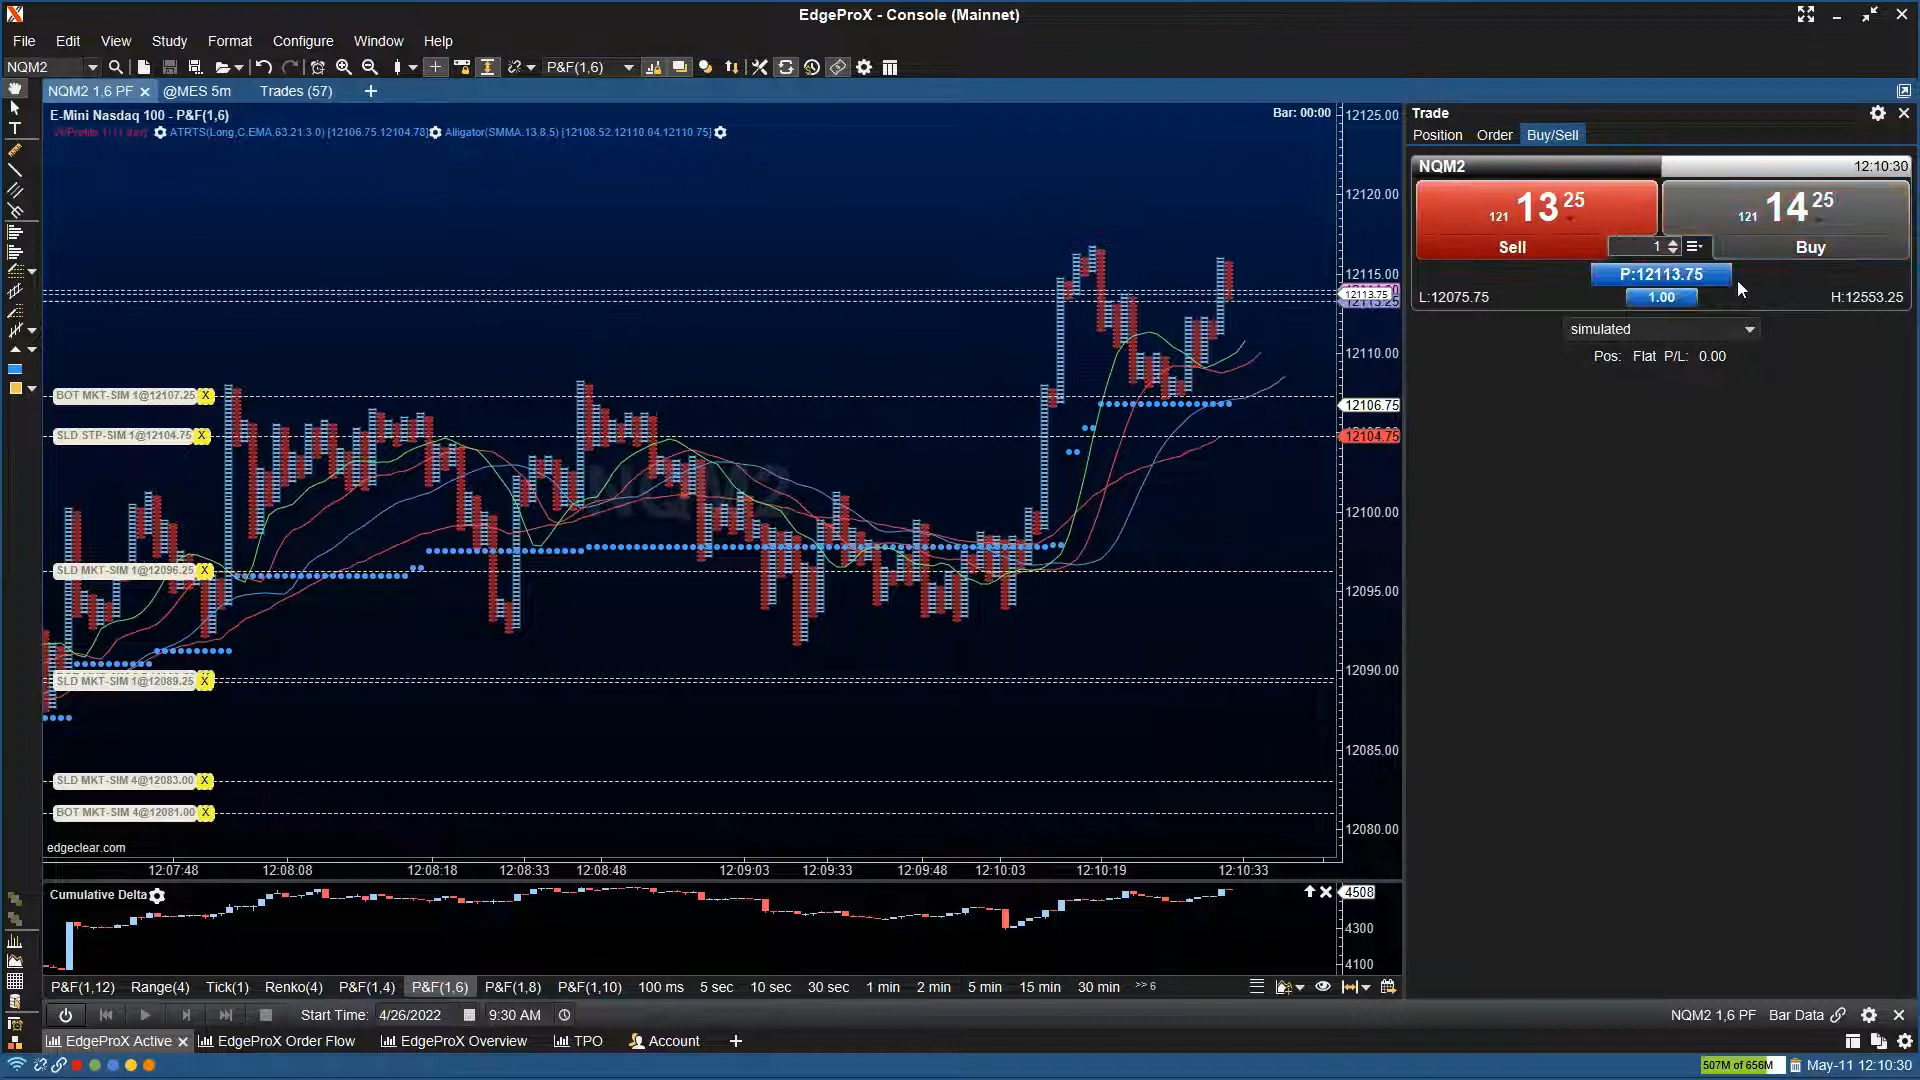 EdgeProX - Console (Mainnet)
File Edit View Study Format Configure Window Help
NQM2 P&F(1,6)
NQM2 1,6 PF @MES 5m Trades (57)
E-Mini Nasdaq 100 - P&F(1,6) Bar: 00:00
ATRTS(Long,C,EMA,63,21,3.0) [12106.75,12104.78] Alligator(SMMA,13,8,5) [12108.52,12110.04,12110.75]
12125.00
12120.00
12115.00
12113.75
12110.00
BOT MKT-SIM 1@12107.25 X
12106.75
SLD STP-SIM 1@12104.75 X
12104.75
NQM2
12100.00
SLD MKT-SIM 1@12096.25 X
12095.00
12090.00
SLD MKT-SIM 1@12089.25 X
12085.00
SLD MKT-SIM 4@12083.00 X
BOT MKT-SIM 4@12081.00 X
12080.00
edgeclear.com
12:07:48 12:08:08 12:08:18 12:08:33 12:08:48 12:09:03 12:09:33 12:09:48 12:10:03 12:10:19 12:10:33
Cumulative Delta
4508
4300
4100
P&F(1,12) Range(4) Tick(1) Renko(4) P&F(1,4) P&F(1,6) P&F(1,8) P&F(1,10) 100 ms 5 sec 10 sec 30 sec 1 min 2 min 5 min 15 min 30 min >> 6
Start Time: 4/26/2022 9:30 AM
NQM2 1,6 PF Bar Data
EdgeProX Active EdgeProX Order Flow EdgeProX Overview TPO Account
507M of 656M May-11 12:10:30
Trade
Position Order Buy/Sell
NQM2 12:10:30
121 13 25 121 14 25
Sell 1 Buy
P:12113.75
L:12075.75 1.00 H:12553.25
simulated
Pos: Flat P/L: 0.00